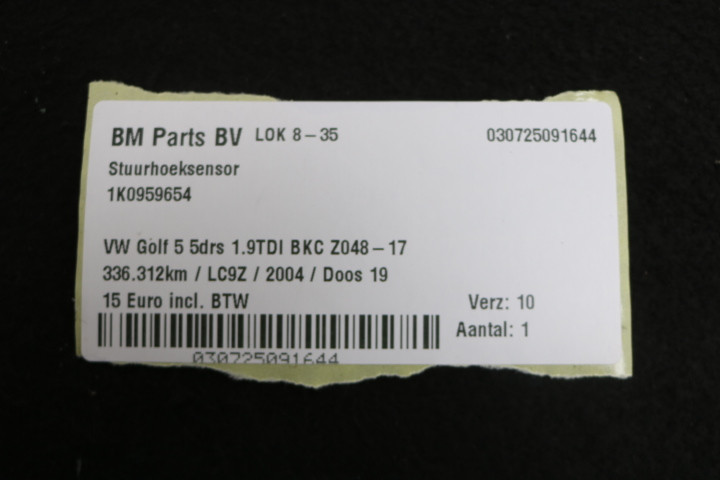 BM Parts BV LOK 8-35 030725091644
Stuurhoeksensor
1K0959654
VW Golf 5 5drs 1.9TDI BKC Z048-17
336.312km / LC9Z / 2004 / Doos 19
15 Euro incl. BTW Verz: 10
Aantal: 1
030725091644